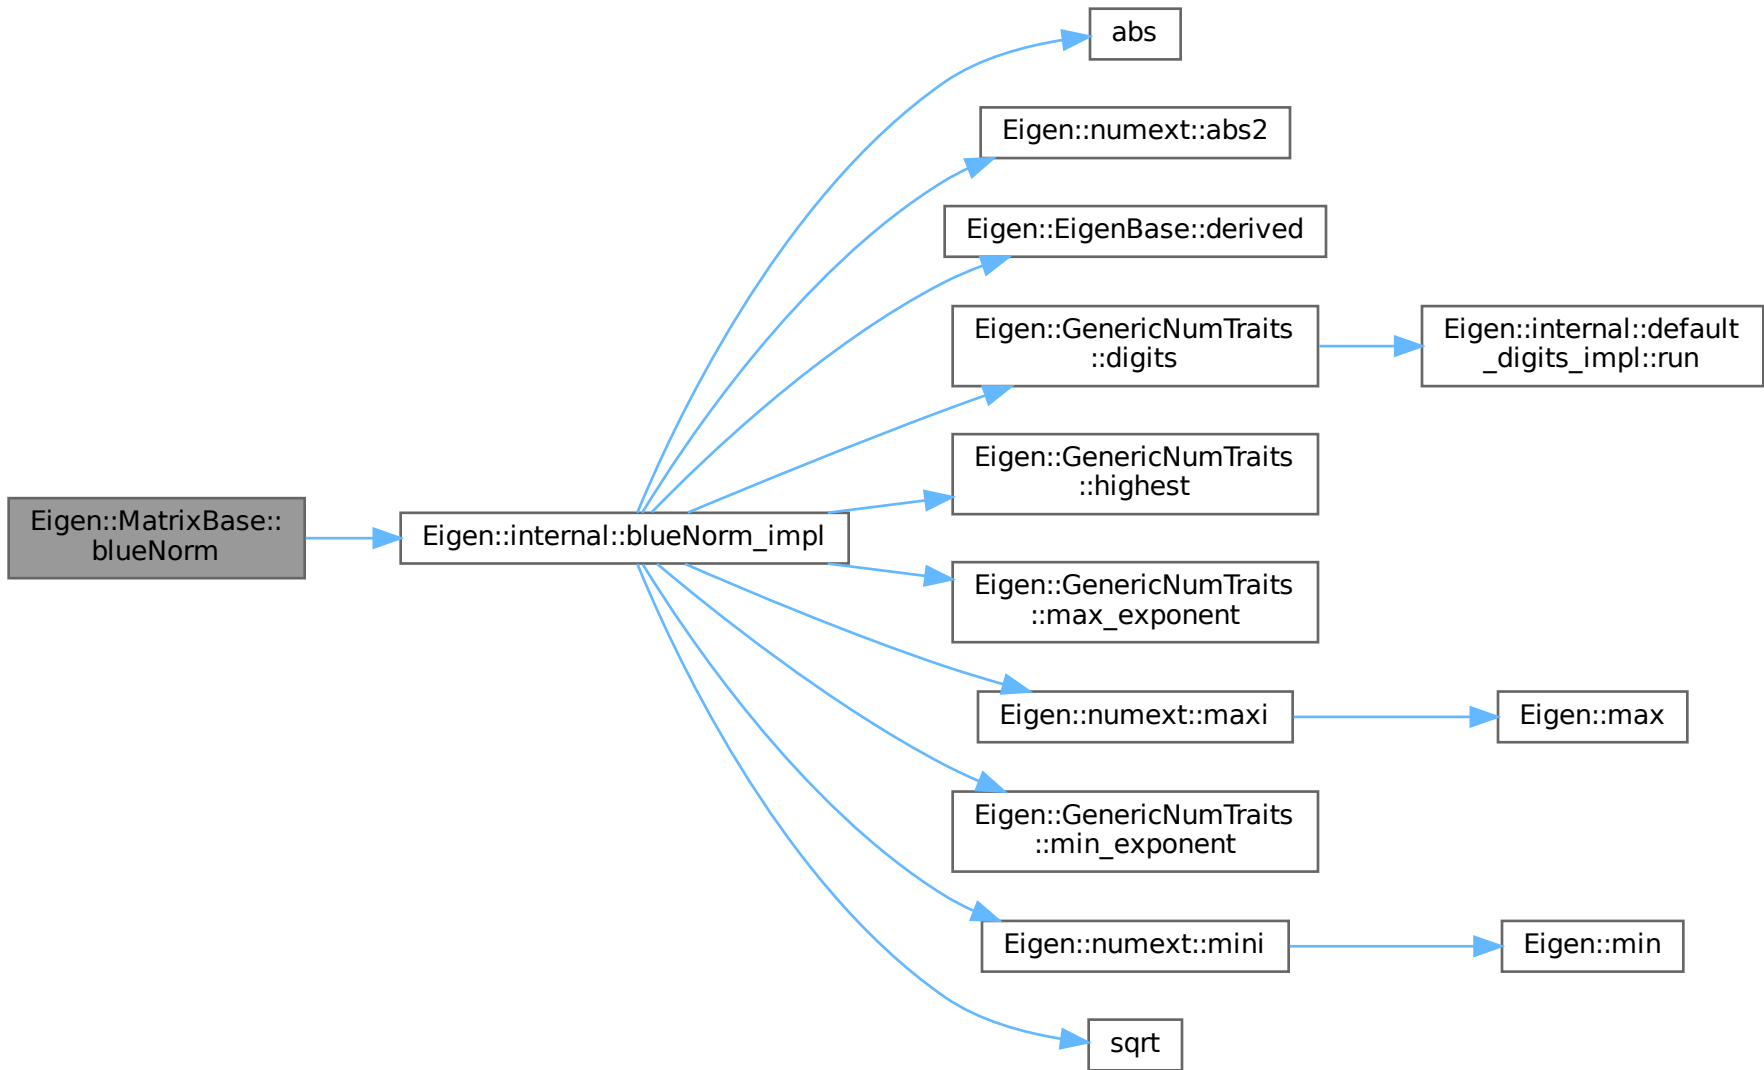 abs
Eigen::numext::abs2
Eigen::EigenBase::derived
Eigen::GenericNumTraits
::digits
Eigen::internal::default
_digits_impl::run
Eigen::GenericNumTraits
::highest
Eigen::MatrixBase::
blueNorm
Eigen::internal::blueNorm_impl
Eigen::GenericNumTraits
::max_exponent
Eigen::numext::maxi
Eigen::max
Eigen::GenericNumTraits
::min_exponent
Eigen::numext::mini
Eigen::min
sqrt